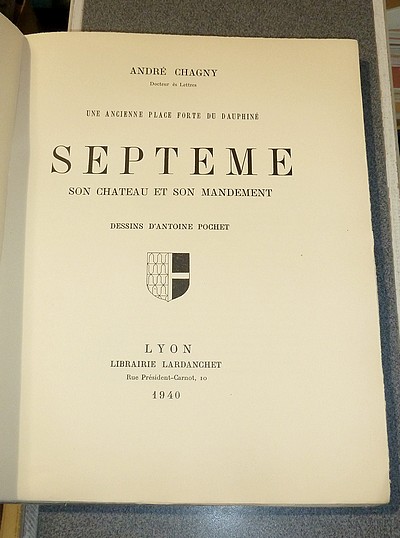 ANDRÉ CHAGNY
Docteur ès Lettres
UNE ANCIENNE PLACE FORTE DU DAUPHINÉ
SEPTEME
SON CHATEAU ET SON MANDEMENT
DESSINS D'ANTOINE POCHET
LYON
LIBRAIRIE LARDANCHET
Rue Président-Carnot, 10
1940